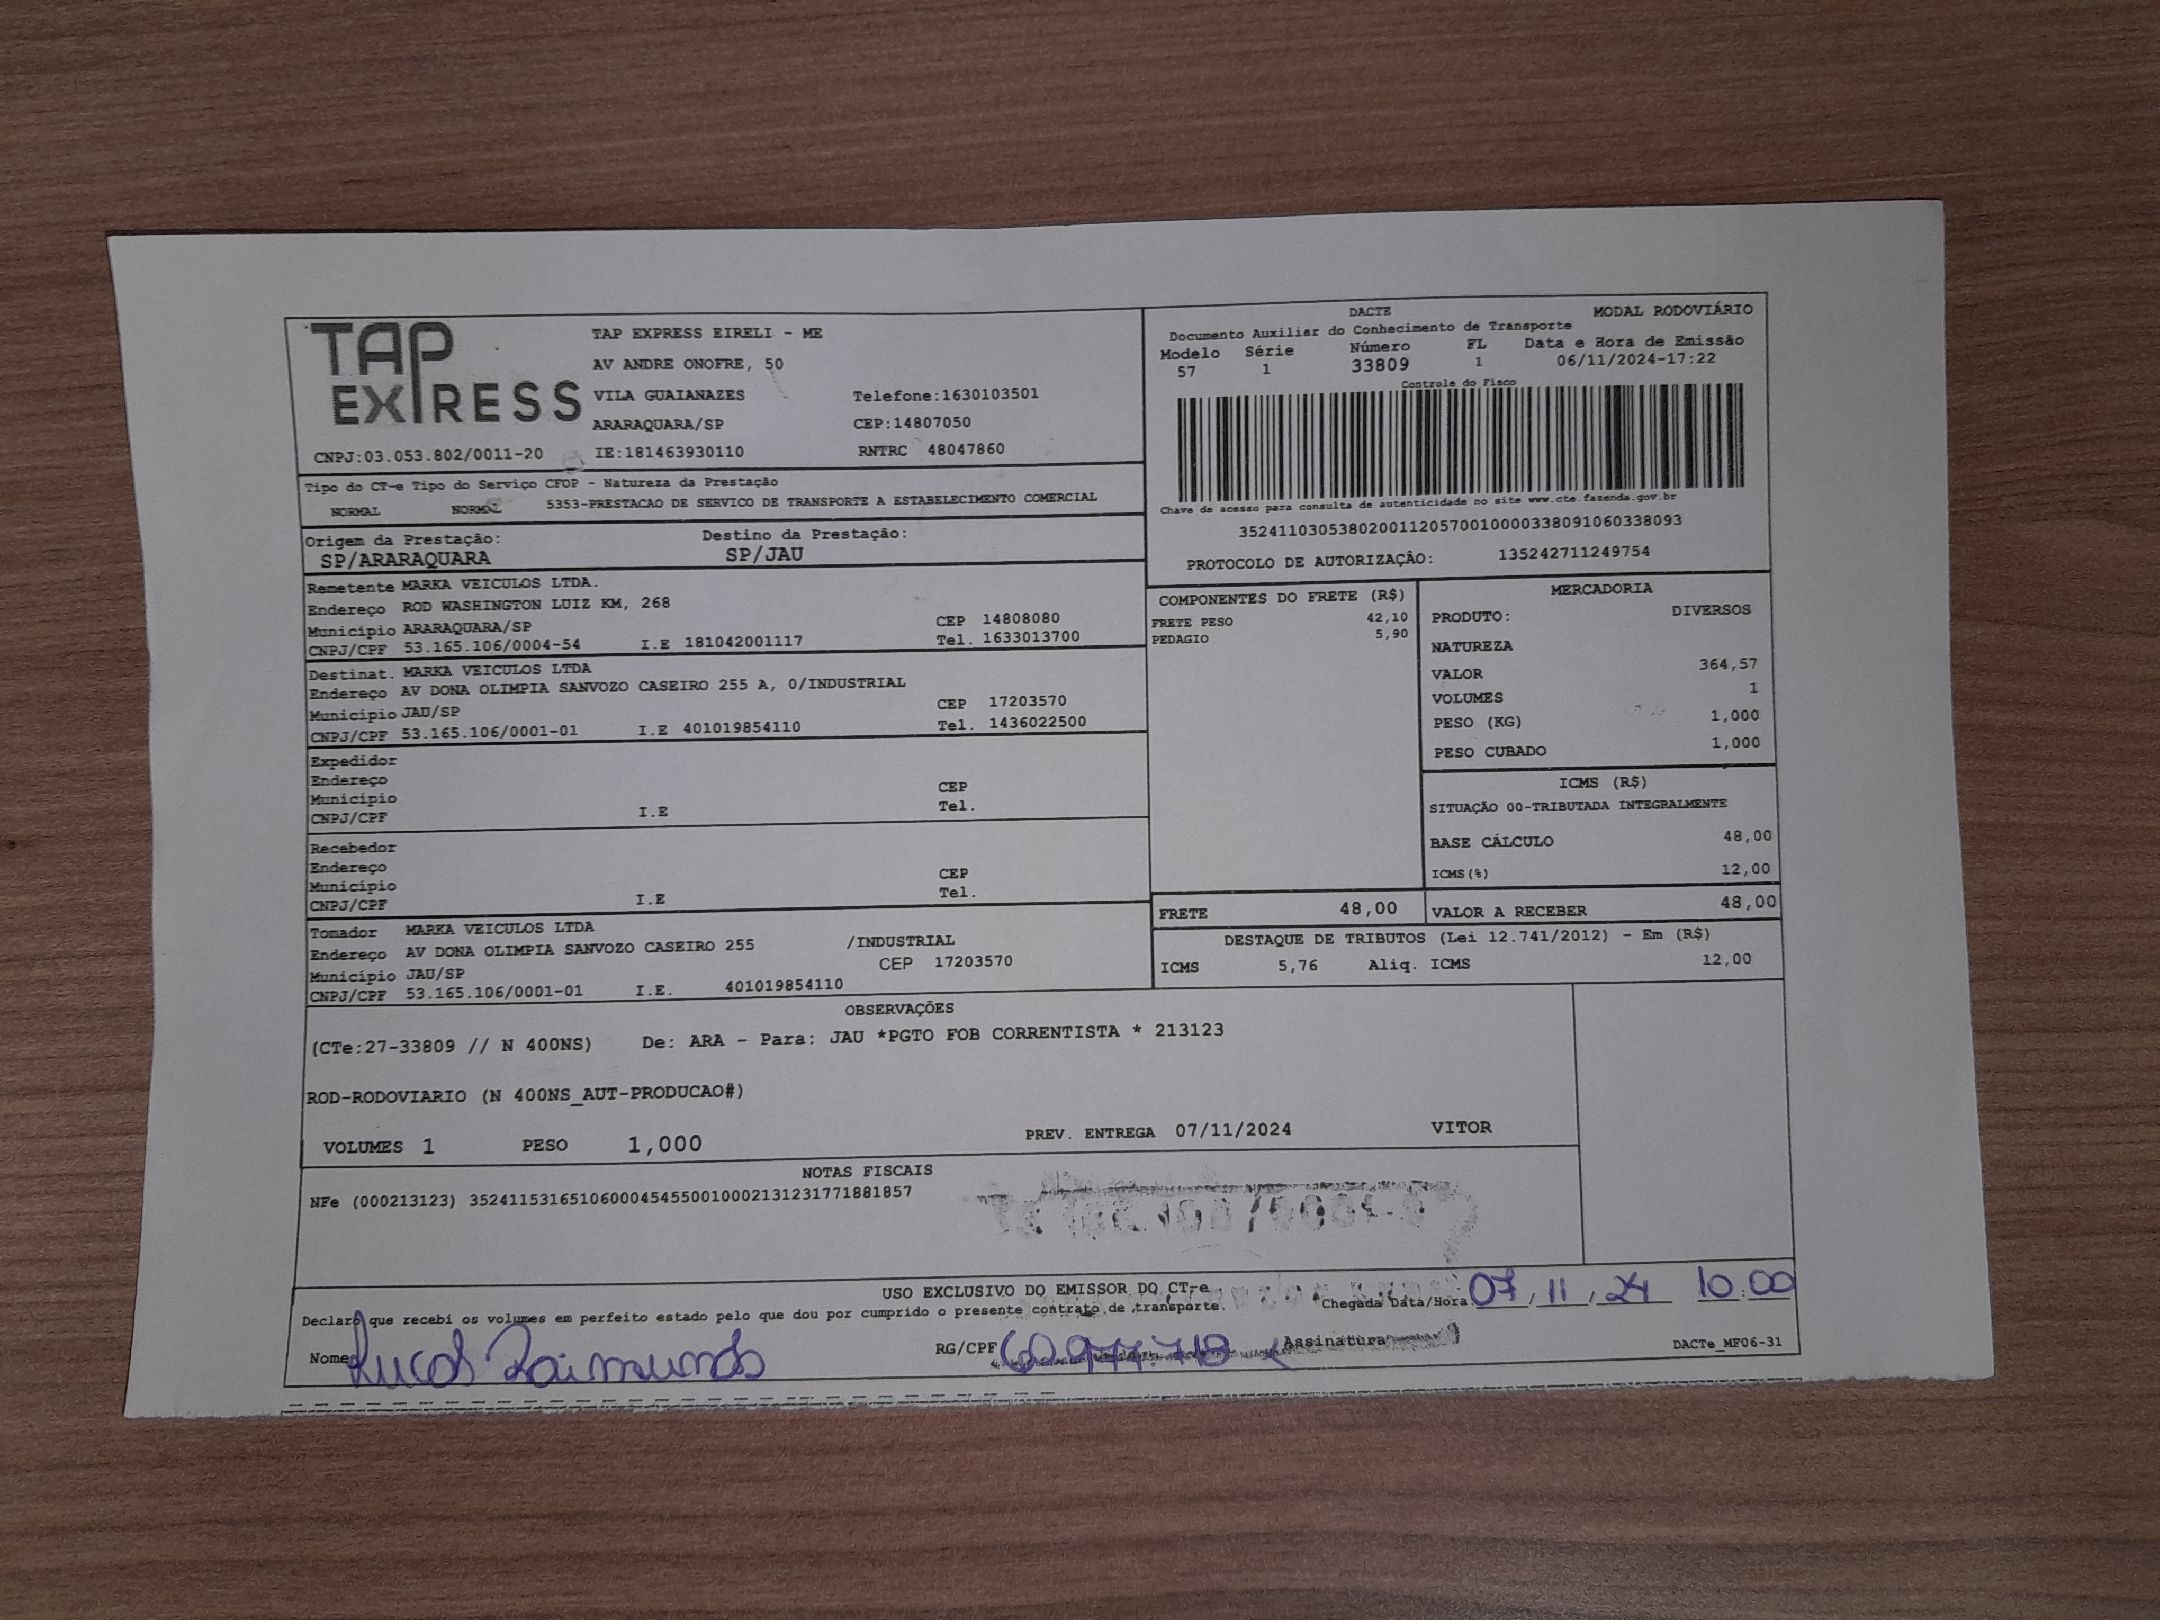 TAP
EXPRESS
TAP EXPRESS EIRELI - ME
AV ANDRE ONOFRE, 50
VILA GUAIANAZES Telefone:1630103501
ARARAQUARA/SP CEP:14807050
CNPJ:03.053.802/0011-20 IE:181463930110 RNTRC 48047860
DACTE MODAL RODOVIÁRIO
Documento Auxiliar do Conhecimento de Transporte
Modelo Série Número FL Data e Hora de Emissão
57 1 33809 1 06/11/2024-17:22
Controle do Fisco
Chave de acesso para consulta de autenticidade no site www.cte.fazenda.gov.br
35241103053802001120570010000338091060338093
PROTOCOLO DE AUTORIZAÇÃO: 135242711249754
Tipo do CT-e Tipo do Serviço CFOP - Natureza da Prestação
NORMAL NORMAL 5353-PRESTACAO DE SERVICO DE TRANSPORTE A ESTABELECIMENTO COMERCIAL
Origem da Prestação: Destino da Prestação:
SP/ARARAQUARA SP/JAU
Remetente MARKA VEICULOS LTDA.
Endereço ROD WASHINGTON LUIZ KM, 268
Município ARARAQUARA/SP CEP 14808080
CNPJ/CPF 53.165.106/0004-54 I.E 181042001117 Tel. 1633013700
Destinat. MARKA VEICULOS LTDA
Endereço AV DONA OLIMPIA SANVOZO CASEIRO 255 A, 0/INDUSTRIAL
Município JAU/SP CEP 17203570
CNPJ/CPF 53.165.106/0001-01 I.E 401019854110 Tel. 1436022500
Expedidor
Endereço
Município CEP
CNPJ/CPF I.E Tel.
Recebedor
Endereço
Município CEP
CNPJ/CPF I.E Tel.
Tomador MARKA VEICULOS LTDA
Endereço AV DONA OLIMPIA SANVOZO CASEIRO 255 /INDUSTRIAL
Município JAU/SP CEP 17203570
CNPJ/CPF 53.165.106/0001-01 I.E. 401019854110
COMPONENTES DO FRETE (R$)
FRETE PESO 42,10
PEDAGIO 5,90
MERCADORIA
PRODUTO: DIVERSOS
NATUREZA
VALOR 364,57
VOLUMES 1
PESO (KG) 1,000
PESO CUBADO 1,000
ICMS (R$)
SITUAÇÃO 00-TRIBUTADA INTEGRALMENTE
BASE CÁLCULO 48,00
ICMS(%) 12,00
FRETE 48,00 VALOR A RECEBER 48,00
DESTAQUE DE TRIBUTOS (Lei 12.741/2012) - Em (R$)
ICMS 5,76 Aliq. ICMS 12,00
OBSERVAÇÕES
(CTe:27-33809 // N 400NS) De: ARA - Para: JAU *PGTO FOB CORRENTISTA * 213123
ROD-RODOVIARIO (N 400NS_AUT-PRODUCAO#)
VOLUMES 1 PESO 1,000 PREV. ENTREGA 07/11/2024 VITOR
NOTAS FISCAIS
NFe (000213123) 35241153165106000454550010002131231771881857
USO EXCLUSIVO DO EMISSOR DO CT-e
Declaro que recebi os volumes em perfeito estado pelo que dou por cumprido o presente contrato de transporte. Chegada Data/Hora 07/11/24 10:00
Nome Lucas Raimundo RG/CPF 60.977.718 Assinatura DACTe_MF06-31